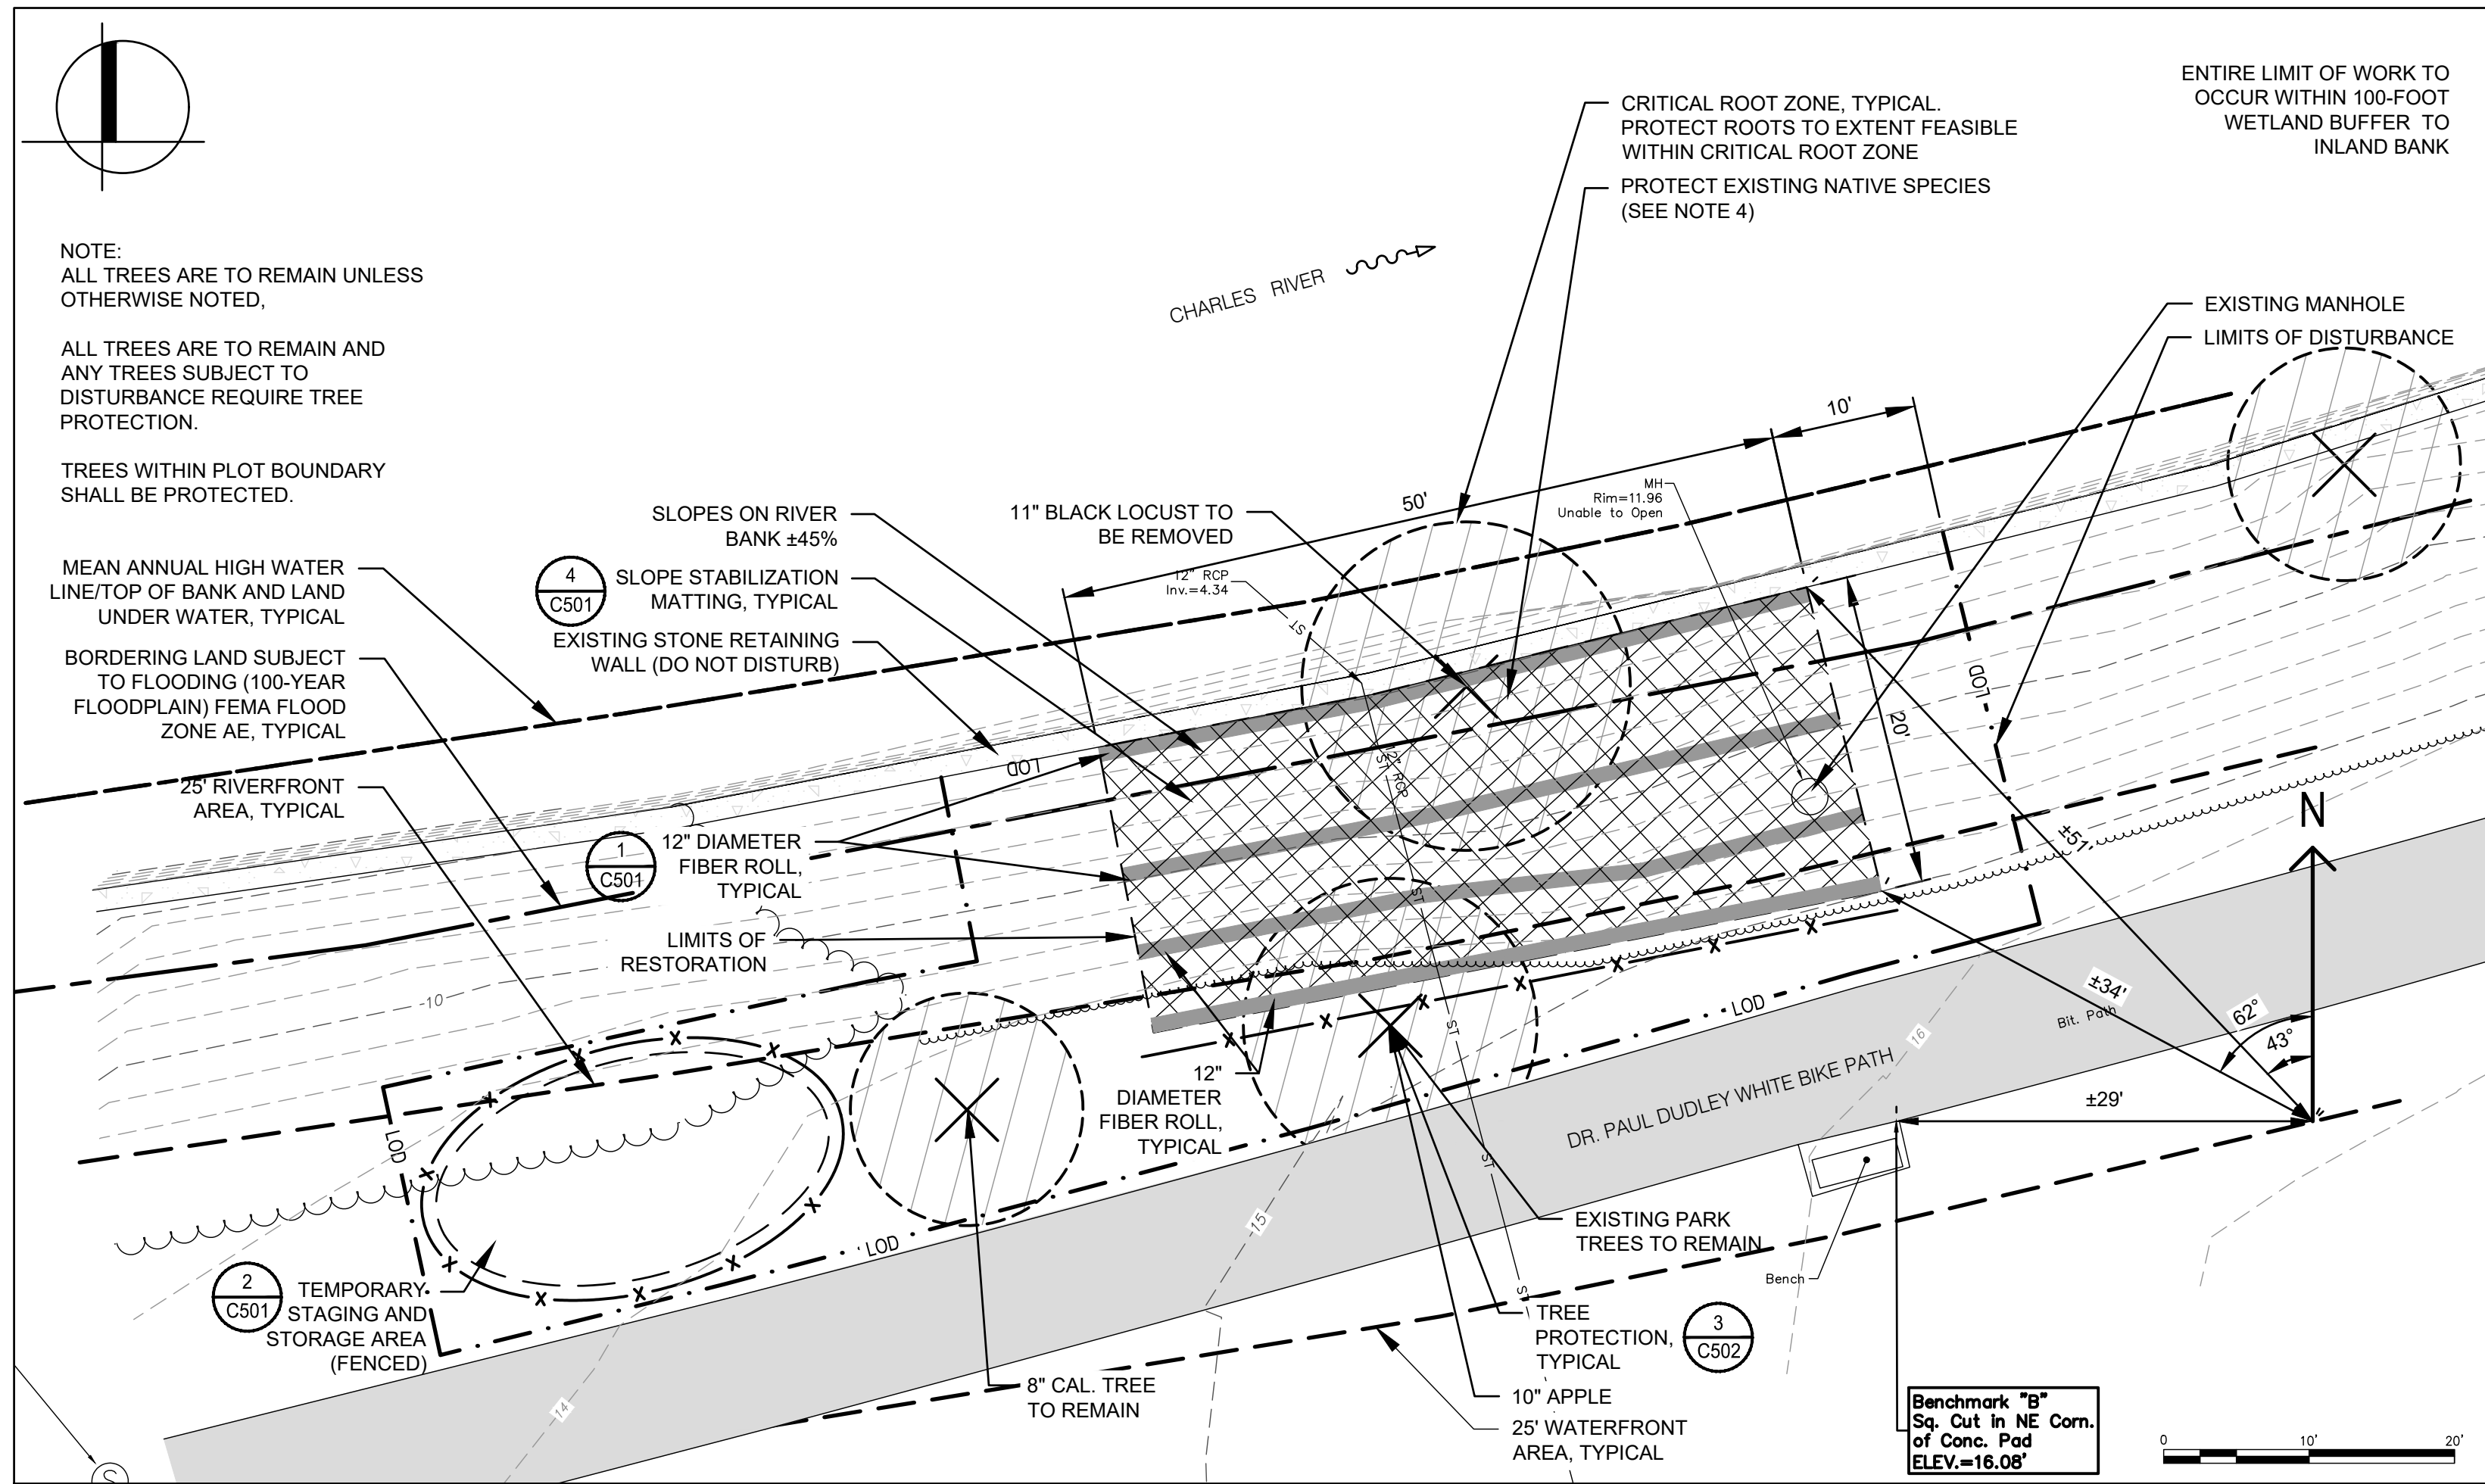 ENTIRE LIMIT OF WORK TO
OCCUR WITHIN 100-FOOT
WETLAND BUFFER TO
INLAND BANK
CRITICAL ROOT ZONE, TYPICAL.
PROTECT ROOTS TO EXTENT FEASIBLE
WITHIN CRITICAL ROOT ZONE
PROTECT EXISTING NATIVE SPECIES
(SEE NOTE 4)
NOTE:
ALL TREES ARE TO REMAIN UNLESS
OTHERWISE NOTED,
ALL TREES ARE TO REMAIN AND
ANY TREES SUBJECT TO
DISTURBANCE REQUIRE TREE
PROTECTION.
TREES WITHIN PLOT BOUNDARY
SHALL BE PROTECTED.
CHARLES RIVER
EXISTING MANHOLE
LIMITS OF DISTURBANCE
10'
50'
MH
Rim=11.96
Unable to Open
11" BLACK LOCUST TO
BE REMOVED
SLOPES ON RIVER
BANK ±45%
4
C501
SLOPE STABILIZATION
MATTING, TYPICAL
EXISTING STONE RETAINING
WALL (DO NOT DISTURB)
12" RCP
Inv.=4.34
ST
MEAN ANNUAL HIGH WATER
LINE/TOP OF BANK AND LAND
UNDER WATER, TYPICAL
BORDERING LAND SUBJECT
TO FLOODING (100-YEAR
FLOODPLAIN) FEMA FLOOD
ZONE AE, TYPICAL
25' RIVERFRONT
AREA, TYPICAL
LOD
LOD
20'
12" RCP
ST
1
C501
12" DIAMETER
FIBER ROLL,
TYPICAL
LIMITS OF
RESTORATION
N
±51'
ST
10
±34'
62°
43°
Bit. Path
16
LOD
ST
±29'
12"
DIAMETER
FIBER ROLL,
TYPICAL
DR. PAUL DUDLEY WHITE BIKE PATH
LOD
ST
15
LOD
EXISTING PARK
TREES TO REMAIN
Bench
ST
2
C501
TEMPORARY
STAGING AND
STORAGE AREA
(FENCED)
TREE
PROTECTION,
TYPICAL
3
C502
8" CAL. TREE
TO REMAIN
14
10" APPLE
25' WATERFRONT
AREA, TYPICAL
Benchmark "B"
Sq. Cut in NE Corn.
of Conc. Pad
ELEV.=16.08'
0 10' 20'
S